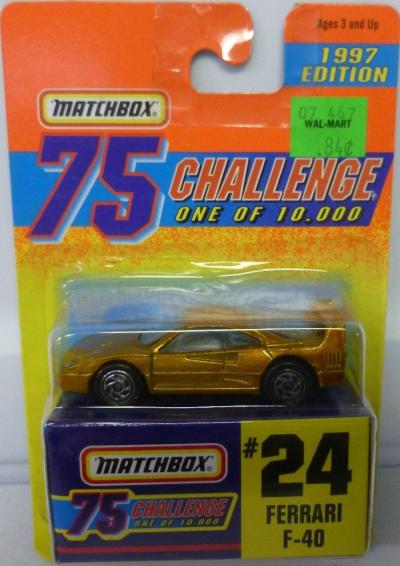 Ages 3 and Up
1997
EDITION
MATCHBOX
07 467
WAL-MART
.84¢
75 CHALLENGE
ONE OF 10,000
MATCHBOX
75 CHALLENGE
ONE OF 10,000
#24
FERRARI
F-40